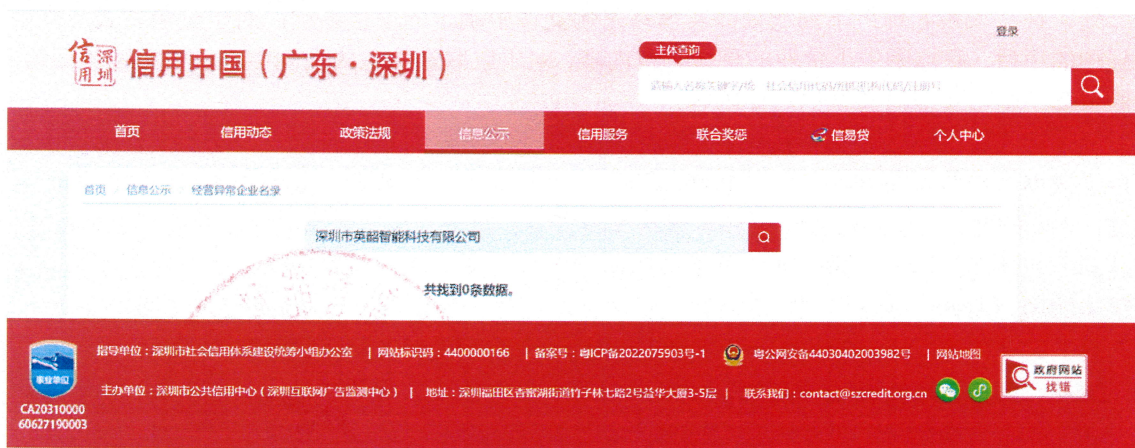 登录
信用
深圳
信用中国（广东·深圳）
主体查询
首页 信用动态 政策法规 信息公示 信用服务 联合奖惩 信易贷 个人中心
首页 信息公示 经营异常企业名录
深圳市英韶智能科技有限公司
共找到0条数据。
指导单位：深圳市社会信用体系建设统筹小组办公室 | 网站标识码：4400000166 | 备案号：粤ICP备2022075903号-1 粤公网安备44030402003982号 | 网站地图
主办单位：深圳市公共信用中心（深圳互联网广告监测中心） | 地址：深圳福田区香蜜湖街道竹子林七路2号益华大厦3-5层 | 联系我们：contact@szcredit.org.cn
事业单位
CA20310000
60627190003
政府网站
找错